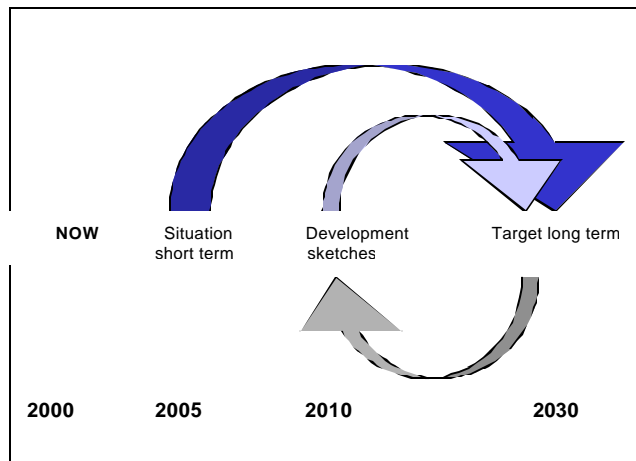 NOW
Situation
short term
Development
sketches
Target long term
2000
2005
2010
2030